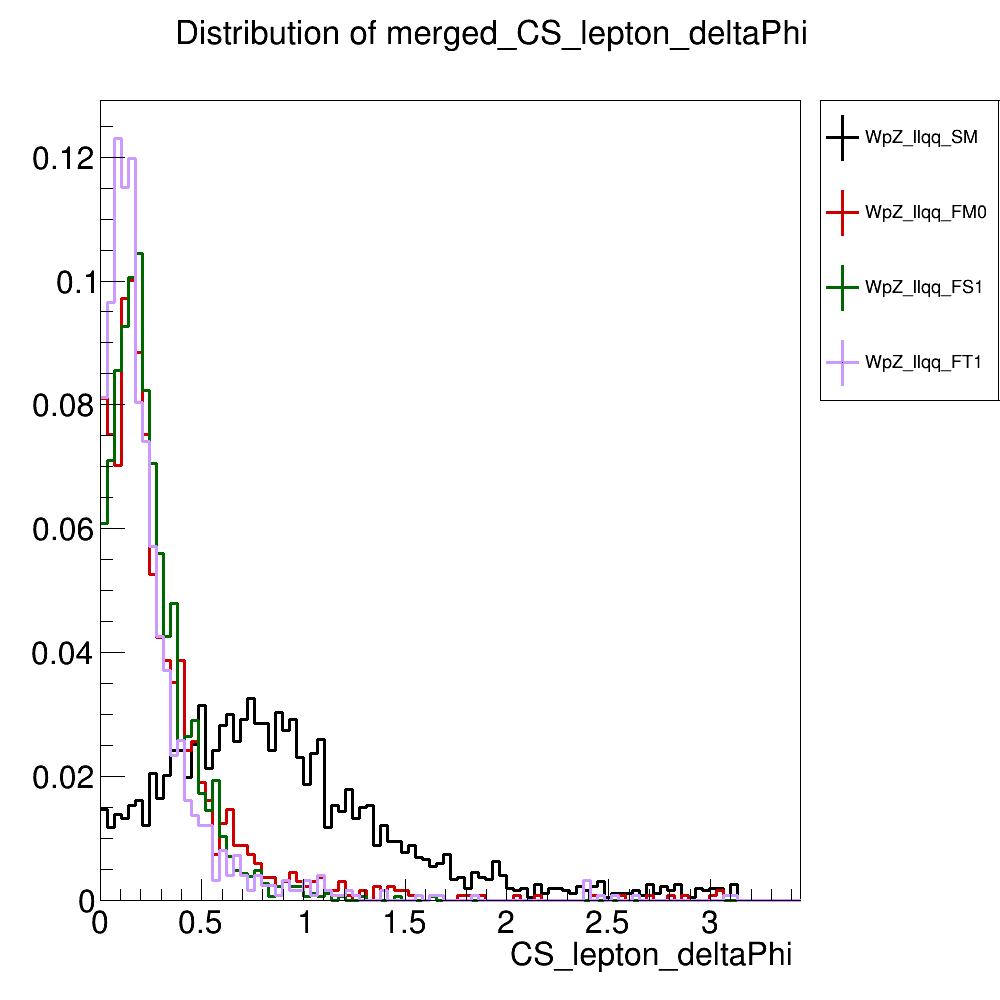 Distribution of merged_CS_lepton_deltaPhi
0.12
0.1
0.08
0.06
0.04
0.02
0
0 0.5 1 1.5 2 2.5 3
CS_lepton_deltaPhi
WpZ_llqq_SM
WpZ_llqq_FM0
WpZ_llqq_FS1
WpZ_llqq_FT1